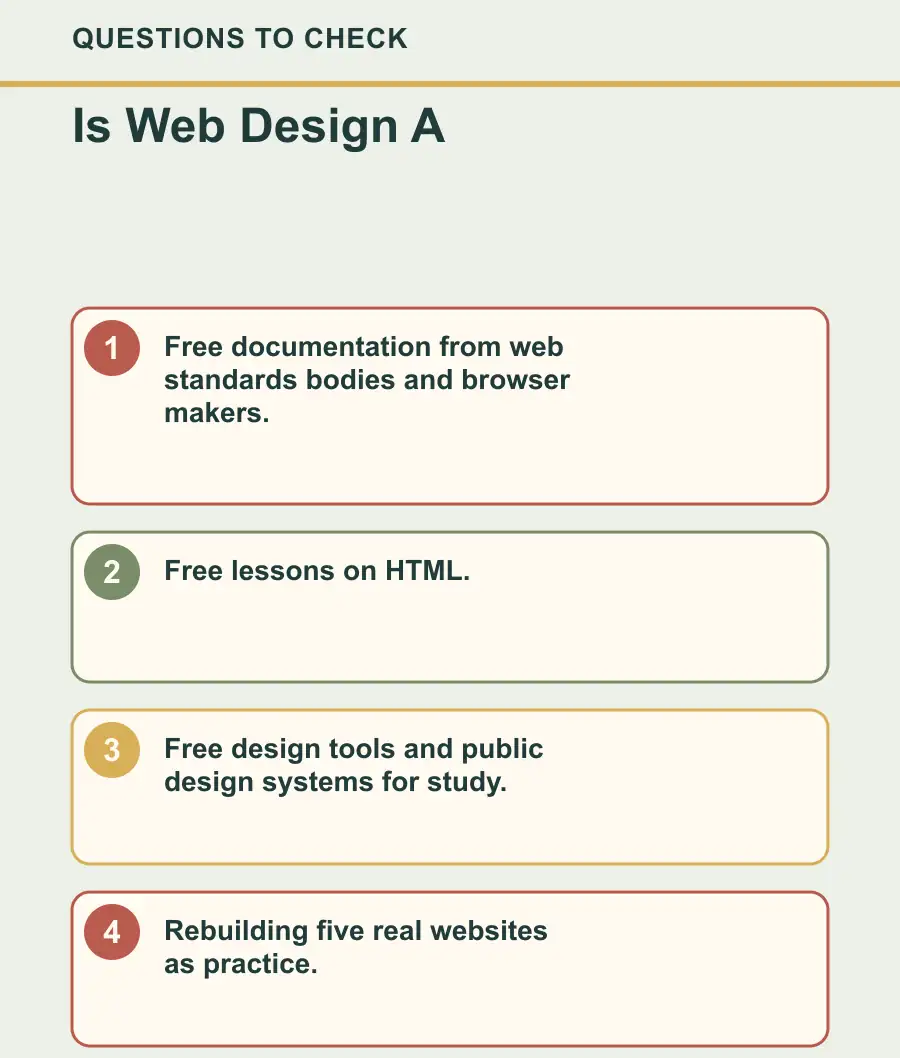 QUESTIONS TO CHECK
Is Web Design A
1
Free documentation from web
standards bodies and browser
makers.
2
Free lessons on HTML.
3
Free design tools and public
design systems for study.
4
Rebuilding five real websites
as practice.